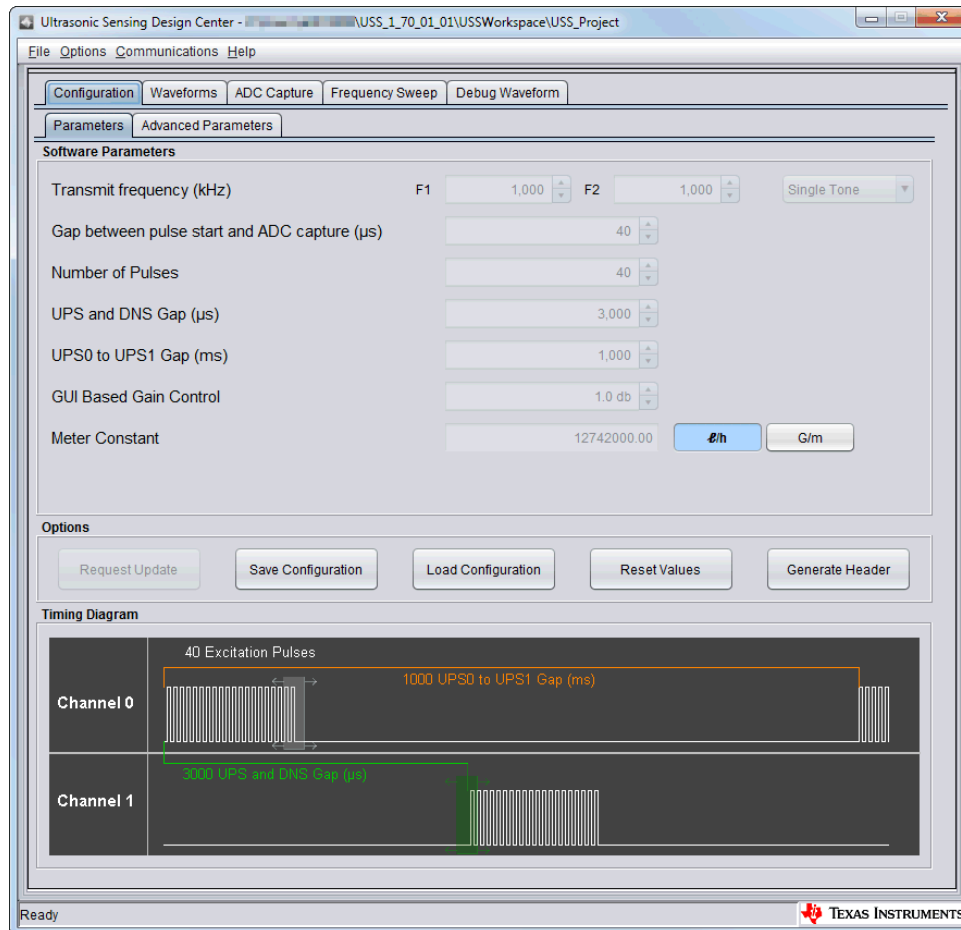 Ultrasonic Sensing Design Center - \USS_1_70_01_01\USSWorkspace\USS_Project
File Options Communications Help
Configuration Waveforms ADC Capture Frequency Sweep Debug Waveform
Parameters Advanced Parameters
Software Parameters
Transmit frequency (kHz) F1 1,000 F2 1,000 Single Tone
Gap between pulse start and ADC capture (µs) 40
Number of Pulses 40
UPS and DNS Gap (µs) 3,000
UPS0 to UPS1 Gap (ms) 1,000
GUI Based Gain Control 1.0 db
Meter Constant 12742000.00 ℓ/h G/m
Options
Request Update Save Configuration Load Configuration Reset Values Generate Header
Timing Diagram
40 Excitation Pulses
1000 UPS0 to UPS1 Gap (ms)
Channel 0
3000 UPS and DNS Gap (µs)
Channel 1
Ready TEXAS INSTRUMENTS